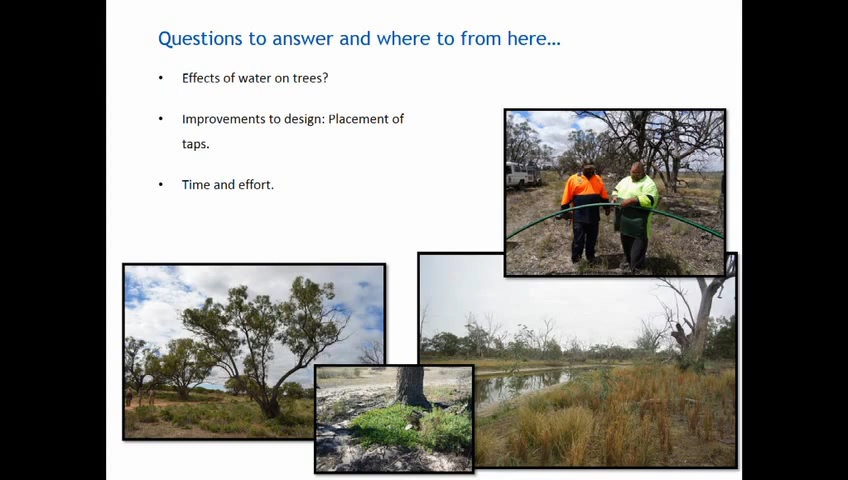 Questions to answer and where to from here…
• Effects of water on trees?
• Improvements to design: Placement of
taps.
• Time and effort.